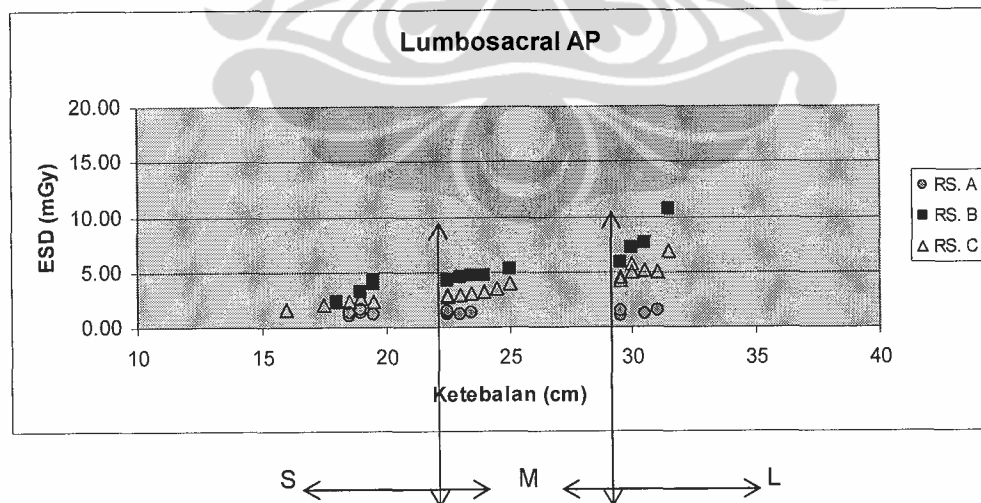 Lumbosacral AP
20.00
15.00
10.00
5.00
0.00
ESD (mGy)
10 15 20 25 30 35 40
Ketebalan (cm)
RS. A
RS. B
RS. C
S M L